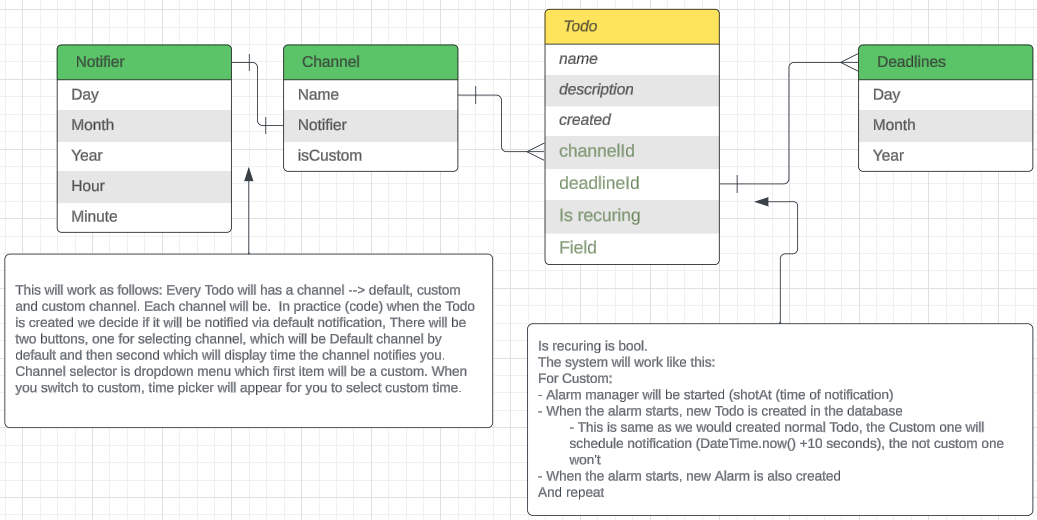 Notifier
Day
Month
Year
Hour
Minute
Channel
Name
Notifier
isCustom
Todo
name
description
created
channelId
deadlineId
Is recuring
Field
Deadlines
Day
Month
Year
This will work as follows: Every Todo will has a channel --> default, custom
and custom channel. Each channel will be.  In practice (code) when the Todo
is created we decide if it will be notified via default notification, There will be
two buttons, one for selecting channel, which will be Default channel by
default and then second which will display time the channel notifies you.
Channel selector is dropdown menu which first item will be a custom. When
you switch to custom, time picker will appear for you to select custom time.
Is recuring is bool.
The system will work like this:
For Custom:
- Alarm manager will be started (shotAt (time of notification)
- When the alarm starts, new Todo is created in the database
- This is same as we would created normal Todo, the Custom one will
schedule notification (DateTime.now() +10 seconds), the not custom one
won't
- When the alarm starts, new Alarm is also created
And repeat